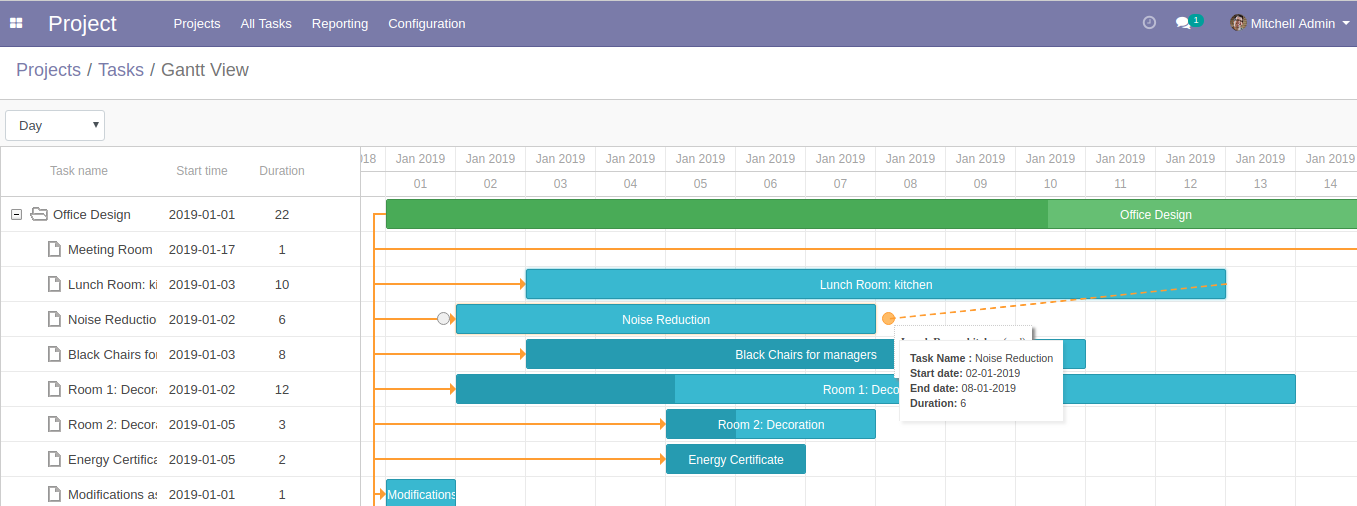 Project Projects All Tasks Reporting Configuration 1 Mitchell Admin
Projects / Tasks / Gantt View
Day
Task name Start time Duration
018 Jan 2019 Jan 2019 Jan 2019 Jan 2019 Jan 2019 Jan 2019 Jan 2019 Jan 2019 Jan 2019 Jan 2019 Jan 2019 Jan 2019 Jan 2019 Jan 2019
01 02 03 04 05 06 07 08 09 10 11 12 13 14
Office Design 2019-01-01 22 Office Design
Meeting Room 2019-01-17 1
Lunch Room: ki 2019-01-03 10 Lunch Room: kitchen
Noise Reductio 2019-01-02 6 Noise Reduction
Black Chairs for 2019-01-03 8 Black Chairs for managers
Room 1: Decora 2019-01-02 12 Room 1: Deco
Room 2: Decora 2019-01-05 3 Room 2: Decoration
Energy Certifica 2019-01-05 2 Energy Certificate
Modifications as 2019-01-01 1 Modifications
Task Name : Noise Reduction
Start date: 02-01-2019
End date: 08-01-2019
Duration: 6